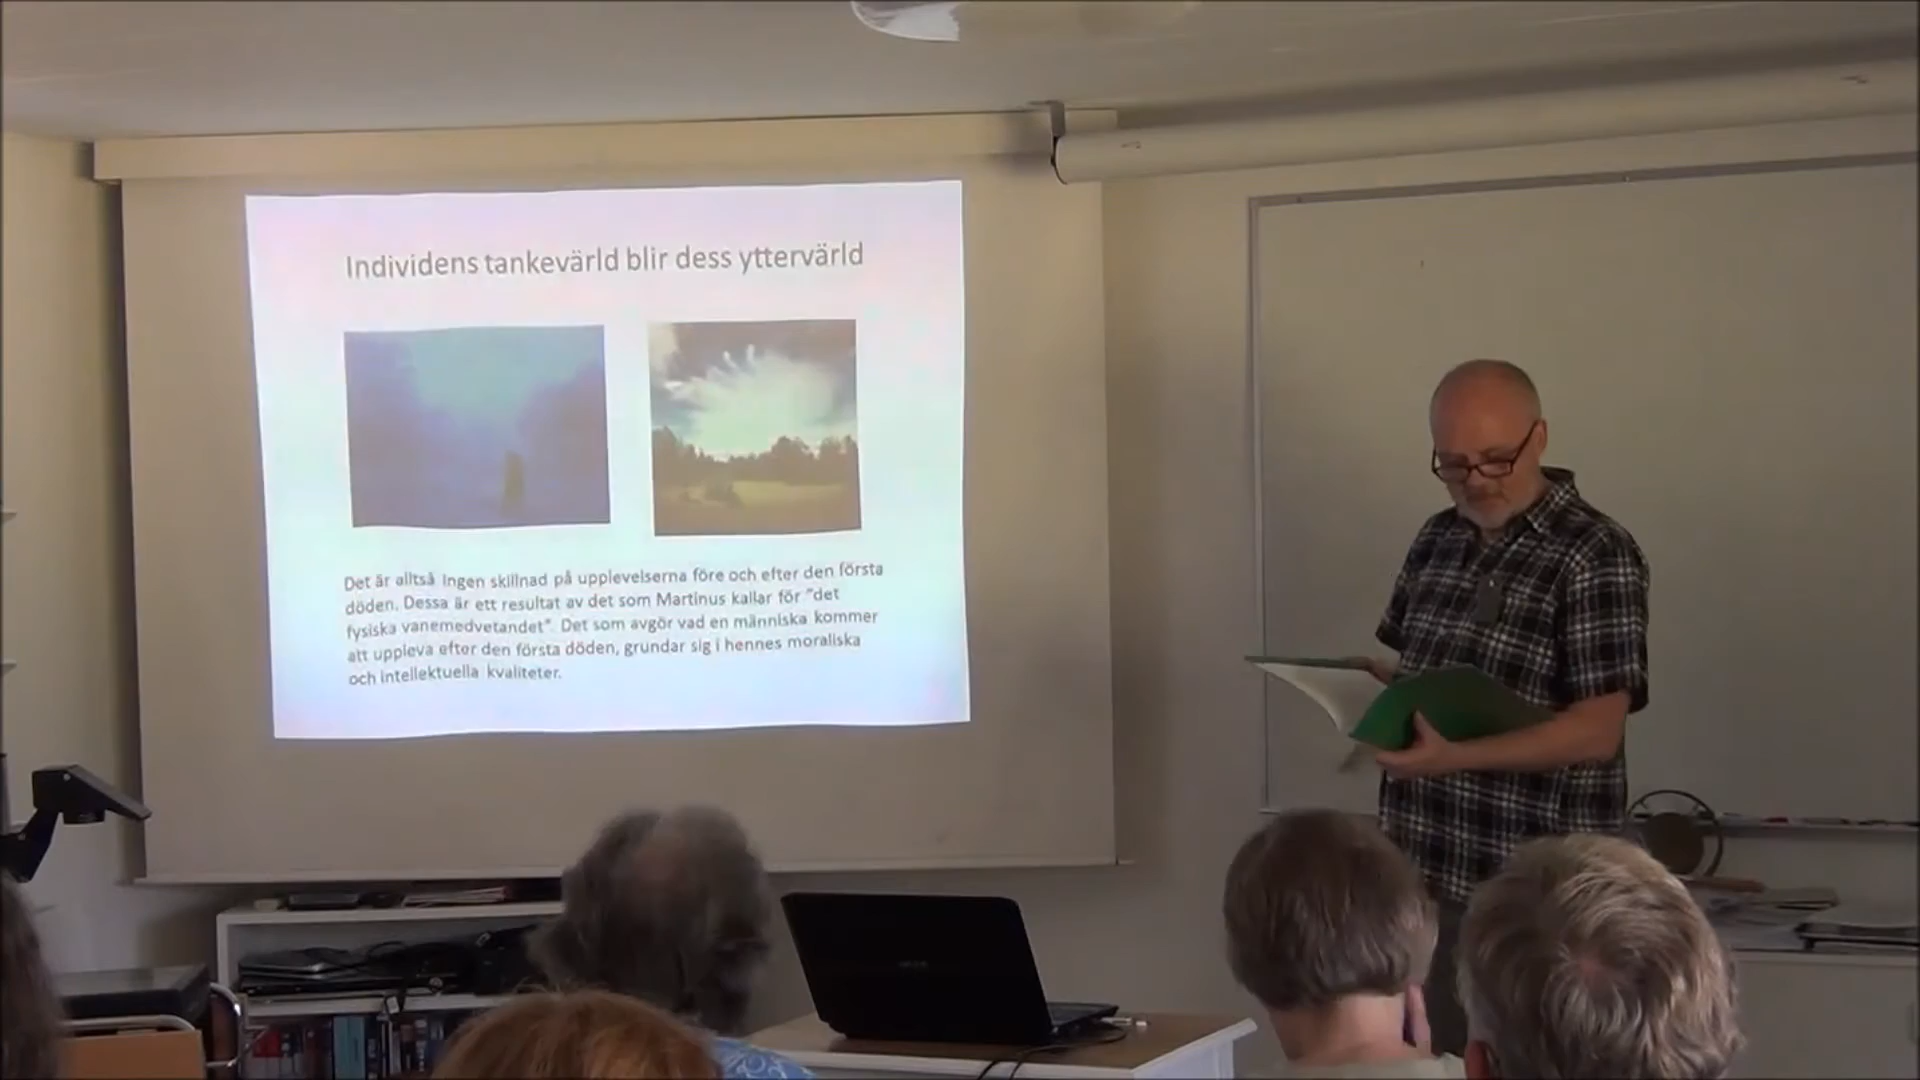 Individens tankevärld blir dess yttervärld
Det är alltså ingen skillnad på upplevelserna före och efter den första
döden. Dessa är ett resultat av det som Martinus kallar för "det
fysiska vanemedvetandet". Det som avgör vad en människa kommer
att uppleva efter den första döden, grundar sig i hennes moraliska
och intellektuella kvaliteter.